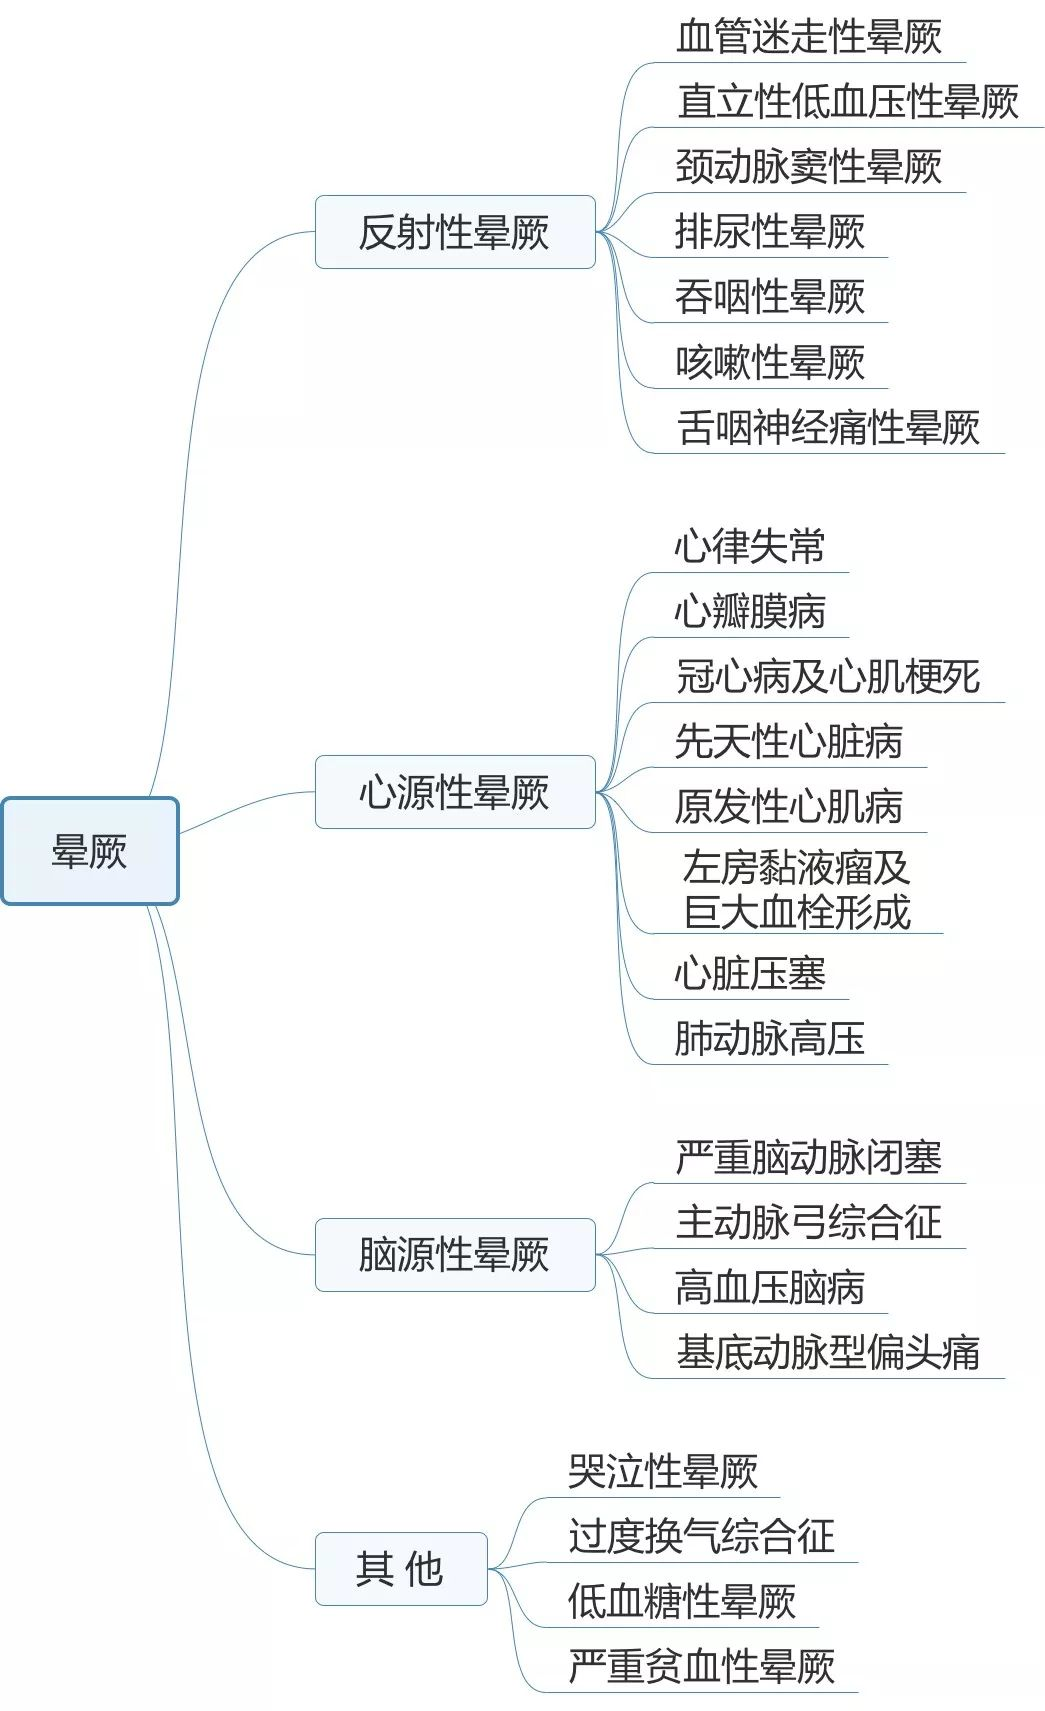 晕厥
反射性晕厥
血管迷走性晕厥
直立性低血压性晕厥
颈动脉窦性晕厥
排尿性晕厥
吞咽性晕厥
咳嗽性晕厥
舌咽神经痛性晕厥
心源性晕厥
心律失常
心瓣膜病
冠心病及心肌梗死
先天性心脏病
原发性心肌病
左房黏液瘤及
巨大血栓形成
心脏压塞
肺动脉高压
脑源性晕厥
严重脑动脉闭塞
主动脉弓综合征
高血压脑病
基底动脉型偏头痛
其 他
哭泣性晕厥
过度换气综合征
低血糖性晕厥
严重贫血性晕厥